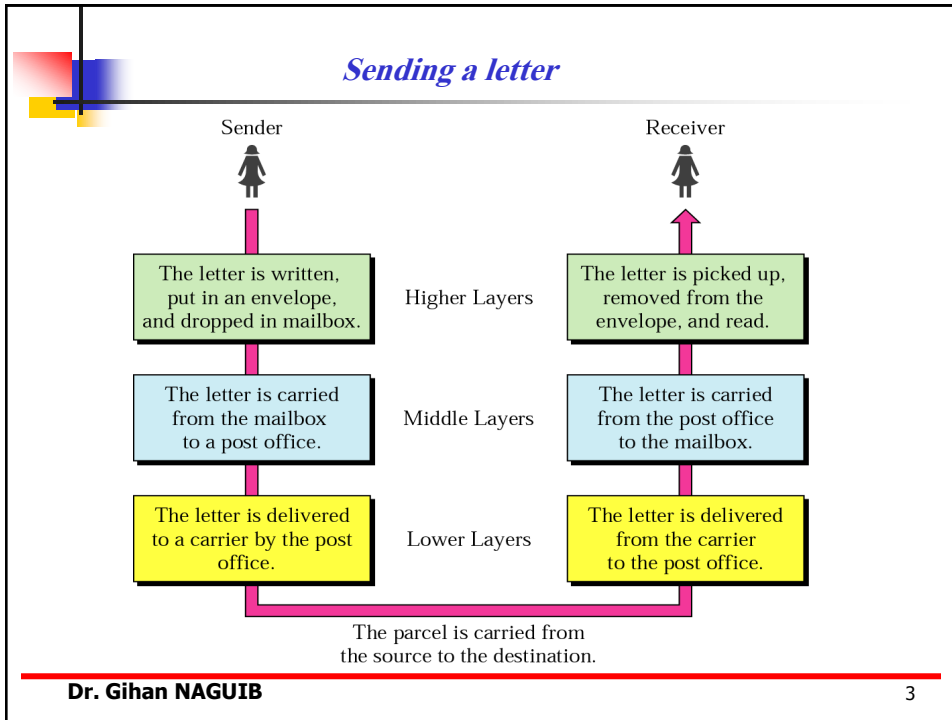 Sending a letter
Sender
Receiver
The letter is written,
put in an envelope,
and dropped in mailbox.
Higher Layers
The letter is picked up,
removed from the
envelope, and read.
The letter is carried
from the mailbox
to a post office.
Middle Layers
The letter is carried
from the post office
to the mailbox.
The letter is delivered
to a carrier by the post
office.
Lower Layers
The letter is delivered
from the carrier
to the post office.
The parcel is carried from
the source to the destination.
Dr. Gihan NAGUIB
3